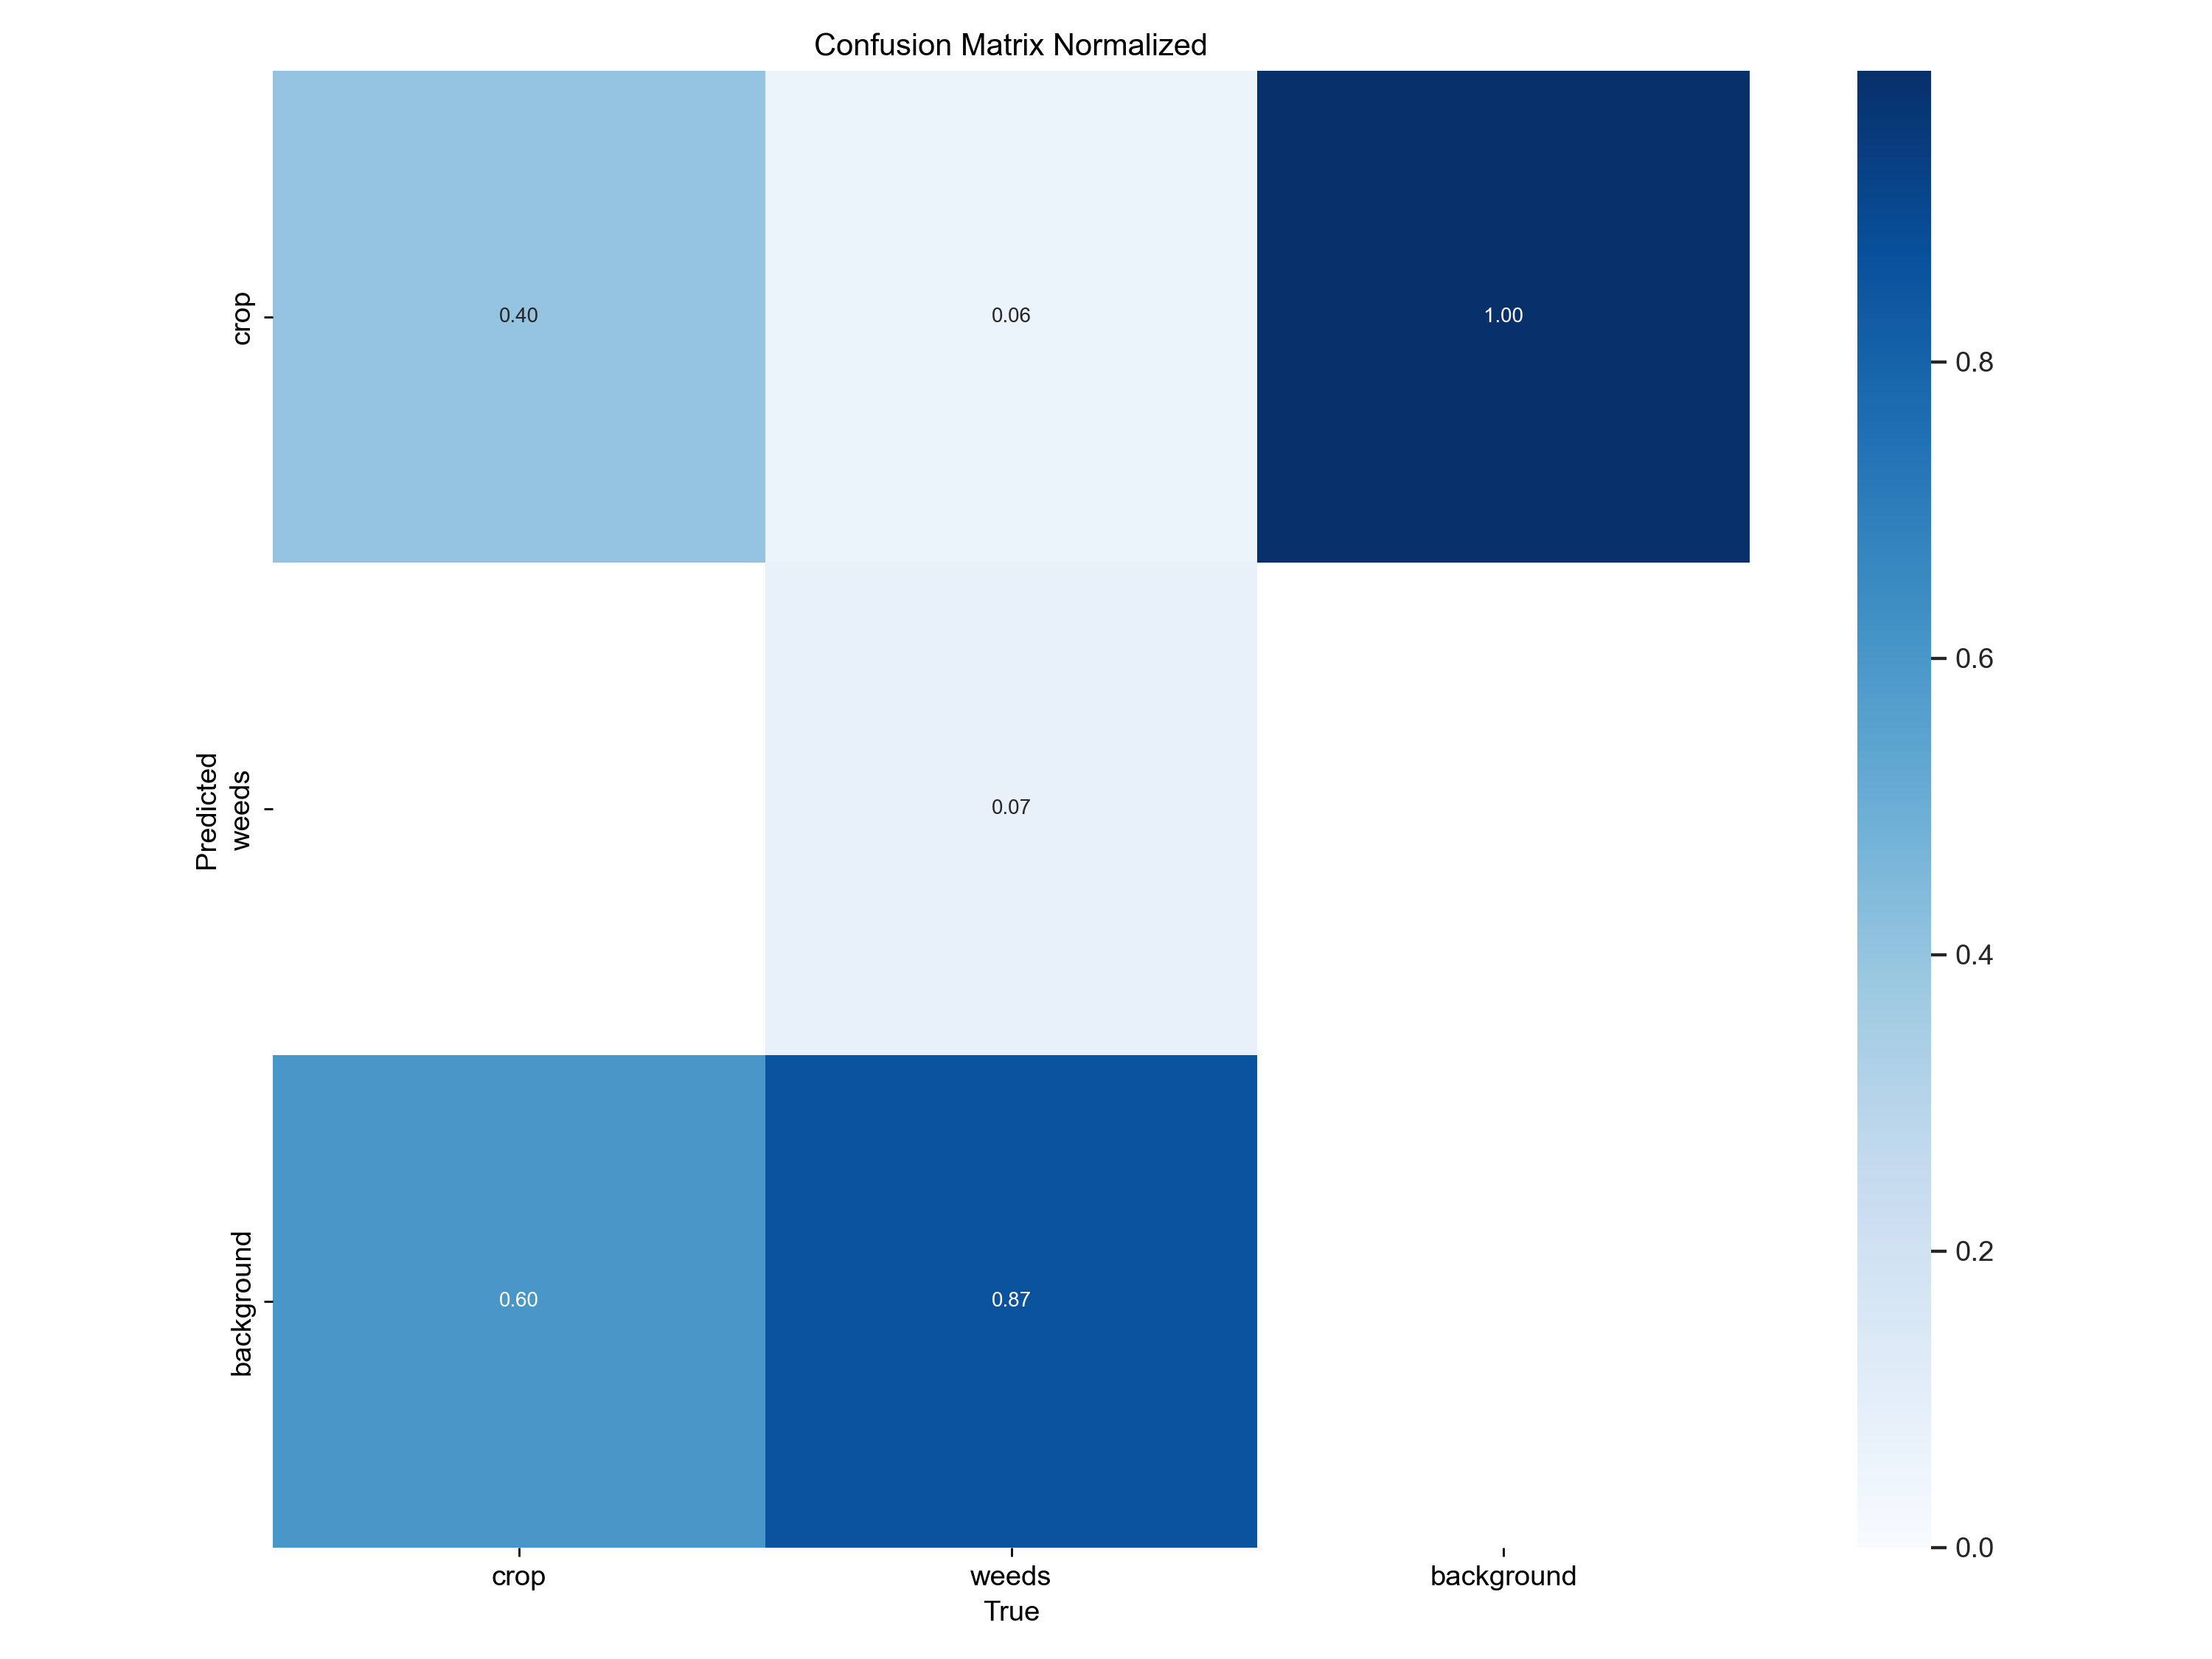 Confusion Matrix Normalized
crop
0.40
0.06
1.00
Predicted
weeds
0.07
background
0.60
0.87
crop
weeds
background
True
0.8
0.6
0.4
0.2
0.0